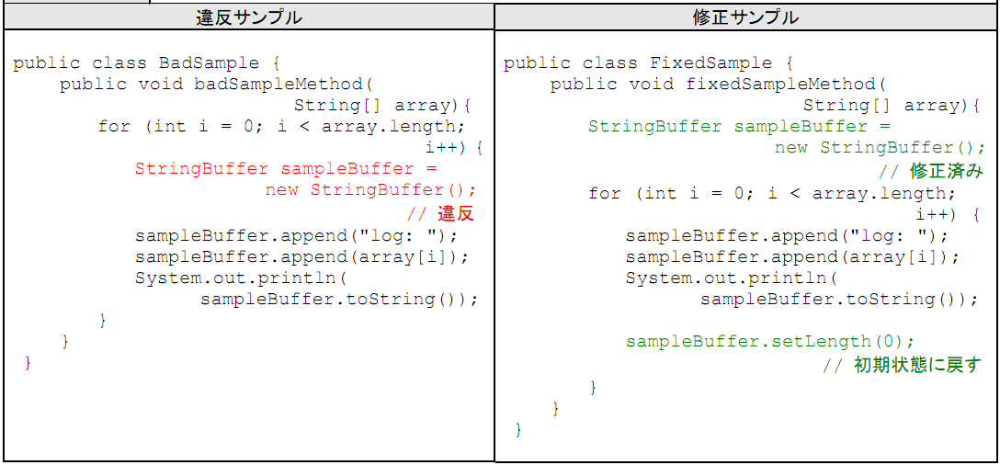 違反サンプル
public class BadSample {
public void badSampleMethod(
String[] array){
for (int i = 0; i < array.length;
i++) {
StringBuffer sampleBuffer =
new StringBuffer();
// 違反
sampleBuffer.append("log: ");
sampleBuffer.append(array[i]);
System.out.println(
sampleBuffer.toString());
}
}
}
修正サンプル
public class FixedSample {
public void fixedSampleMethod(
String[] array){
StringBuffer sampleBuffer =
new StringBuffer();
// 修正済み
for (int i = 0; i < array.length;
i++) {
sampleBuffer.append("log: ");
sampleBuffer.append(array[i]);
System.out.println(
sampleBuffer.toString());
sampleBuffer.setLength(0);
// 初期状態に戻す
}
}
}